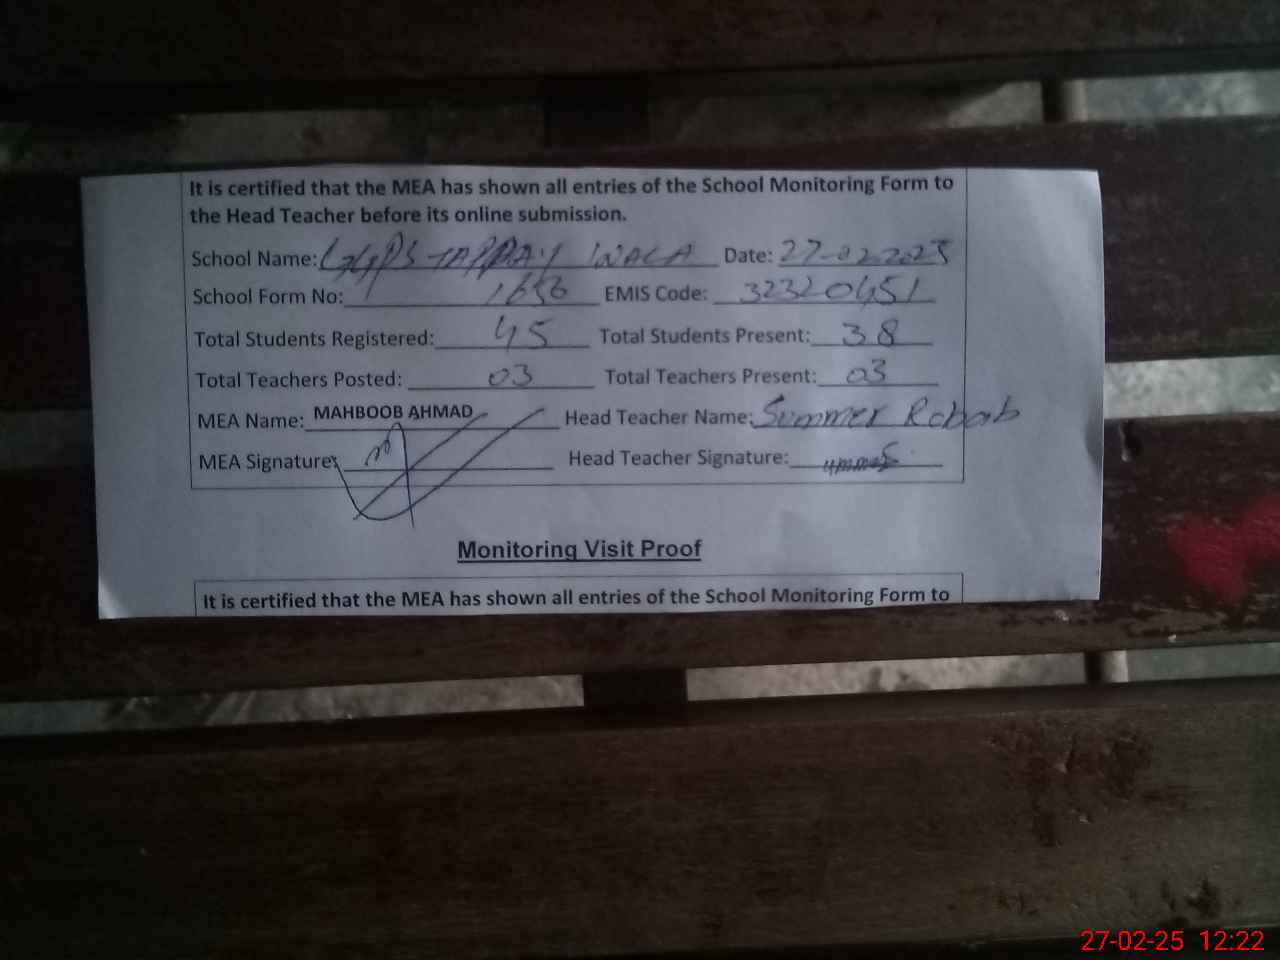 It is certified that the MEA has shown all entries of the School Monitoring Form to
the Head Teacher before its online submission.
School Name: GGPS TAPPAY WALA Date: 27-02-2025
School Form No: 1656 EMIS Code: 32320451
Total Students Registered: 45 Total Students Present: 38
Total Teachers Posted: 03 Total Teachers Present: 03
MEA Name: MAHBOOB AHMAD Head Teacher Name: Summer Rabab
MEA Signature: Head Teacher Signature:
Monitoring Visit Proof
It is certified that the MEA has shown all entries of the School Monitoring Form to
27-02-25 12:22